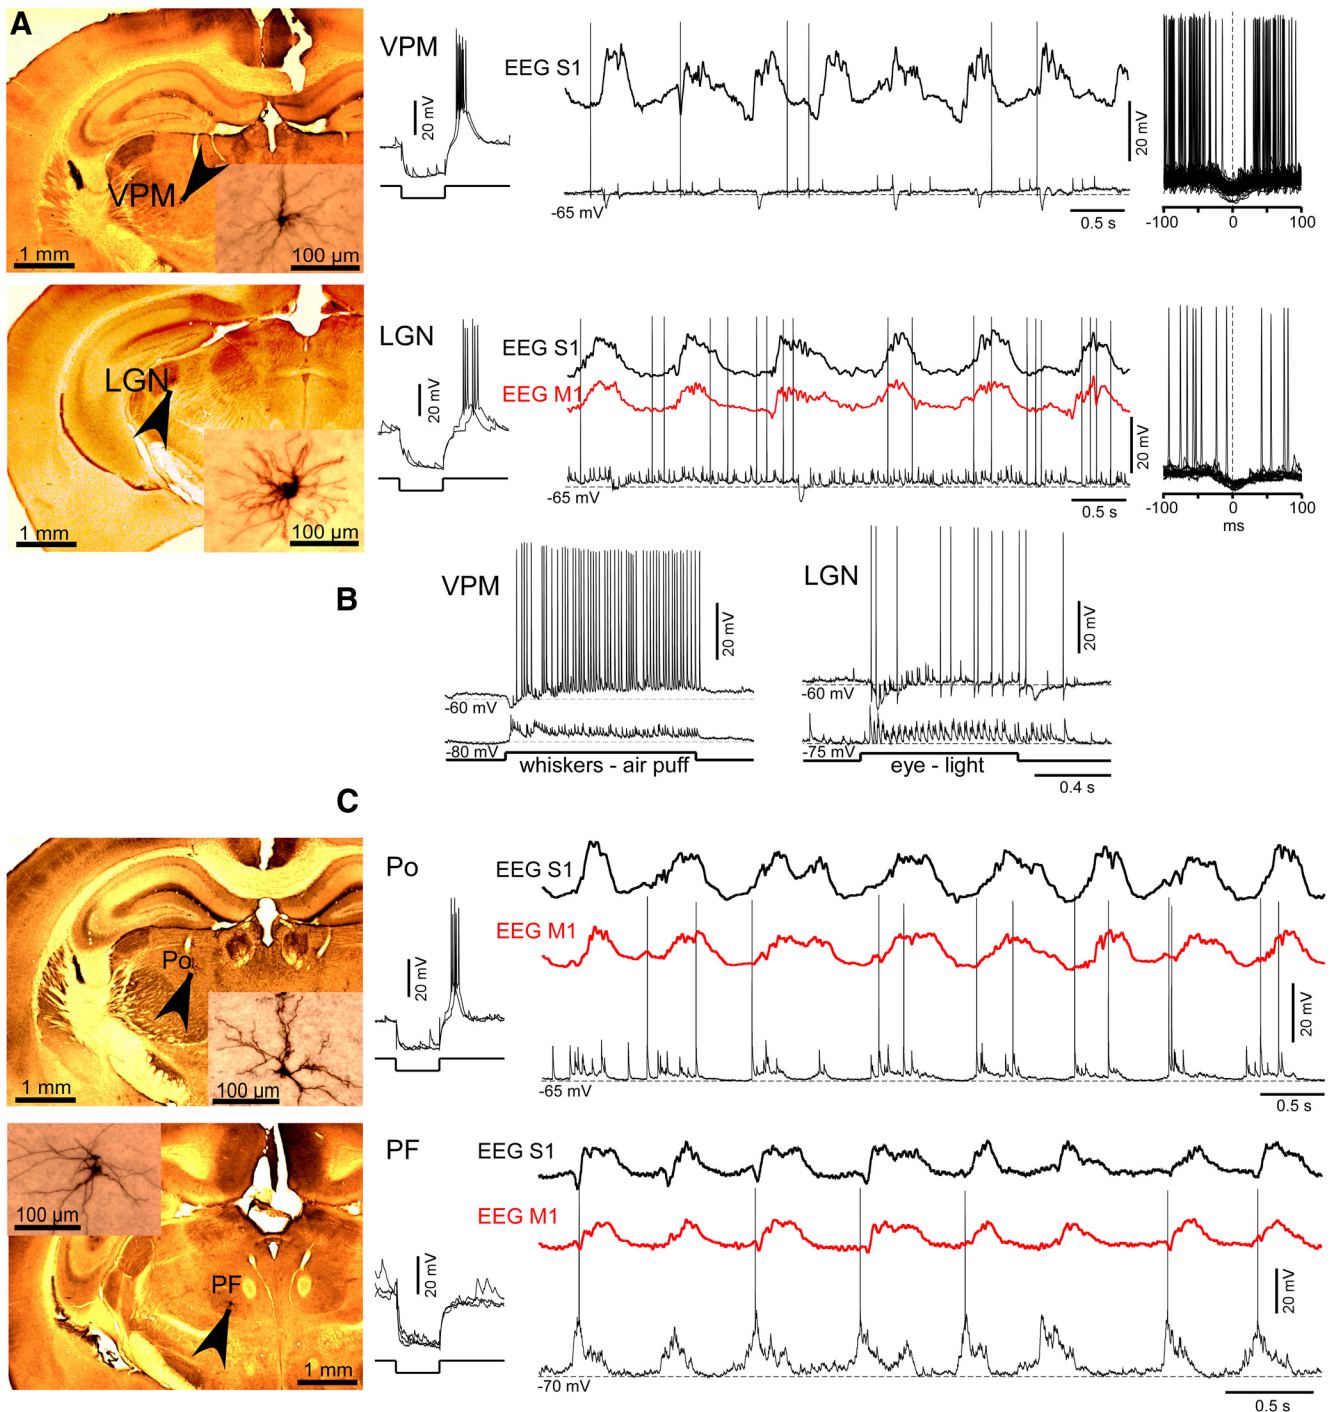 A
VPM
1 mm
100 µm
VPM
20 mV
EEG S1
20 mV
-65 mV
0.5 s
-100 0 100
LGN
1 mm
100 µm
LGN
20 mV
EEG S1
EEG M1
20 mV
-65 mV
0.5 s
-100 0 100
ms
B
VPM
20 mV
-60 mV
-80 mV
whiskers - air puff
LGN
20 mV
-60 mV
-75 mV
eye - light
0.4 s
C
Po
1 mm
100 µm
Po
20 mV
EEG S1
EEG M1
20 mV
-65 mV
0.5 s
100 µm
PF
1 mm
PF
20 mV
EEG S1
EEG M1
20 mV
-70 mV
0.5 s